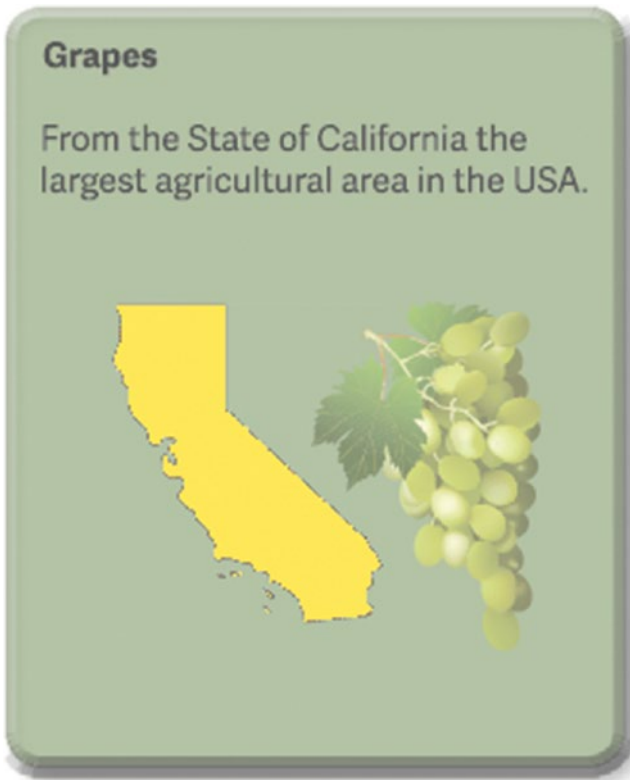 Grapes
From the State of California the
largest agricultural area in the USA.